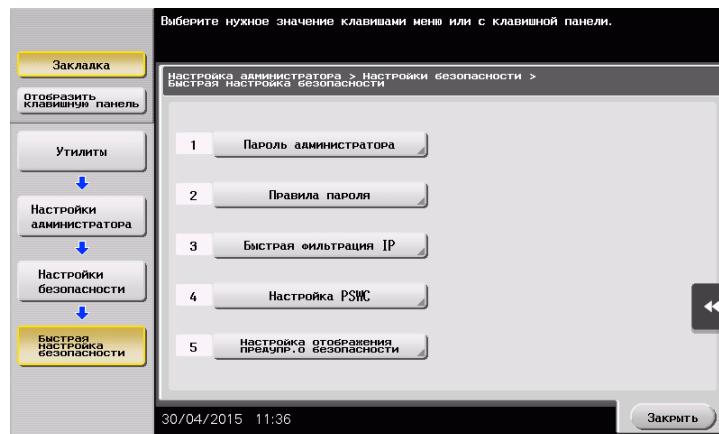 Выберите нужное значение клавишами меню или с клавишной панели.
Закладка
Отобразить
клавишную панель
Утилиты
Настройки
администратора
Настройки
безопасности
Быстрая
настройка
безопасности
Настройка администратора > Настройки безопасности >
Быстрая настройка безопасности
1 Пароль администратора
2 Правила пароля
3 Быстрая фильтрация IP
4 Настройка PSWC
5 Настройка отображения
предупр.о безопасности
30/04/2015 11:36
Закрыть